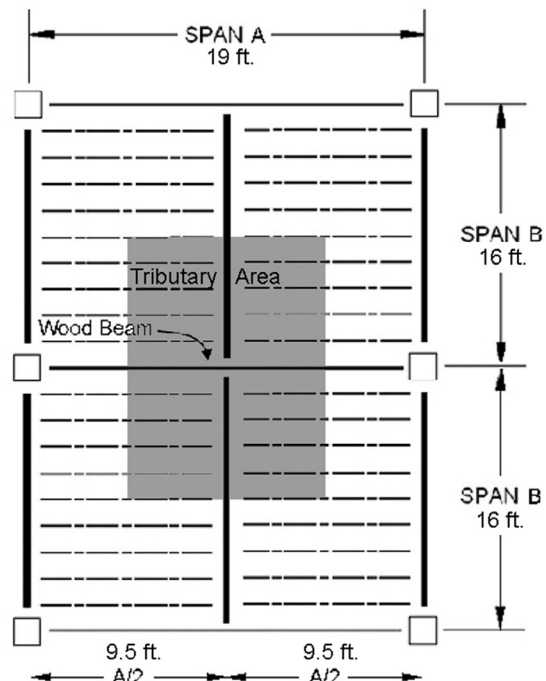 SPAN A
19 ft.
SPAN B
16 ft.
Tributary Area
Wood Beam
SPAN B
16 ft.
9.5 ft. 9.5 ft.
A/2 A/2